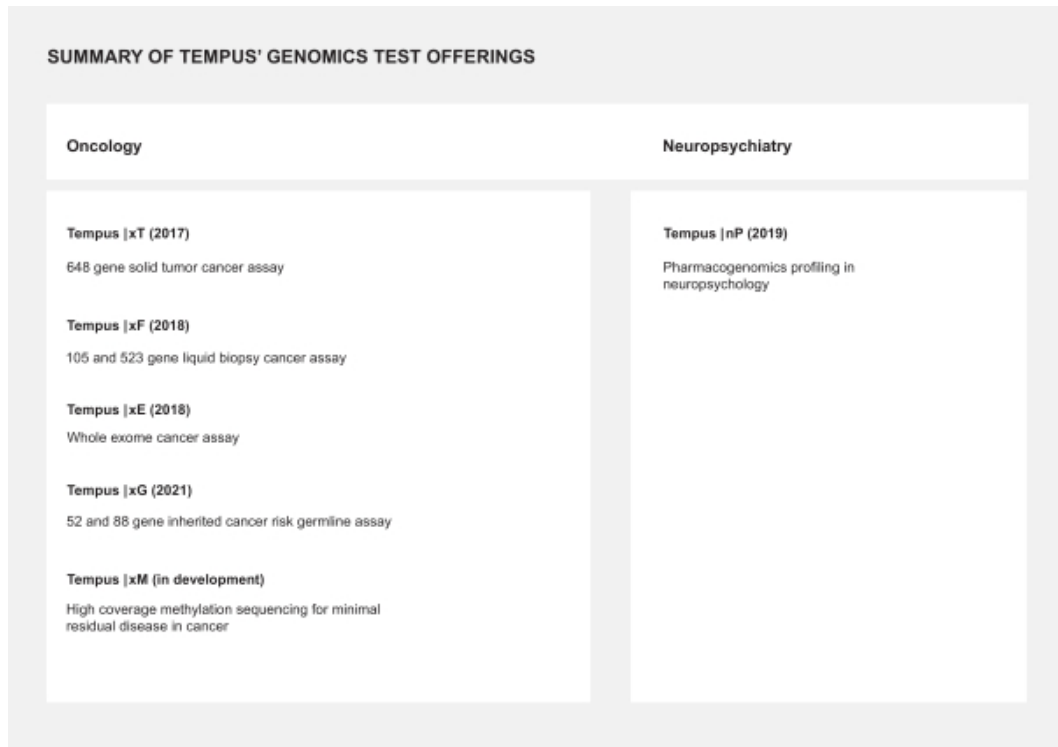 SUMMARY OF TEMPUS' GENOMICS TEST OFFERINGS
Oncology
Neuropsychiatry
Tempus |xT (2017)
648 gene solid tumor cancer assay
Tempus |xF (2018)
105 and 523 gene liquid biopsy cancer assay
Tempus |xE (2018)
Whole exome cancer assay
Tempus |xG (2021)
52 and 88 gene inherited cancer risk germline assay
Tempus |xM (in development)
High coverage methylation sequencing for minimal
residual disease in cancer
Tempus |nP (2019)
Pharmacogenomics profiling in
neuropsychology